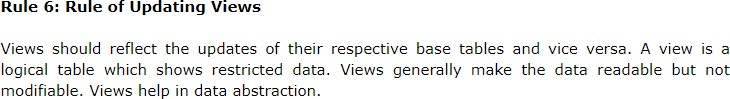 Rule 6: Rule of Updating Views
Views should reflect the updates of their respective base tables and vice versa. A view is a
logical table which shows restricted data. Views generally make the data readable but not
modifiable. Views help in data abstraction.